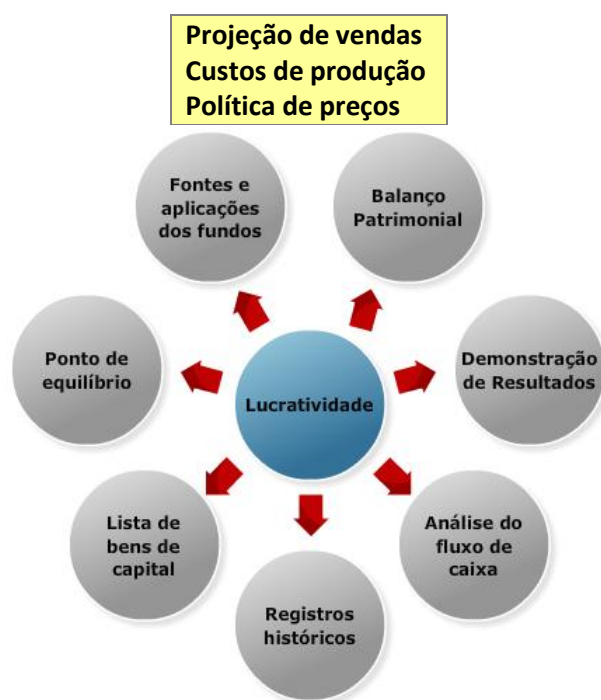 Projeção de vendas
Custos de produção
Política de preços
Fontes e
aplicações
dos fundos
Balanço
Patrimonial
Ponto de
equilíbrio
Lucratividade
Demonstração
de Resultados
Lista de
bens de
capital
Análise do
fluxo de
caixa
Registros
históricos